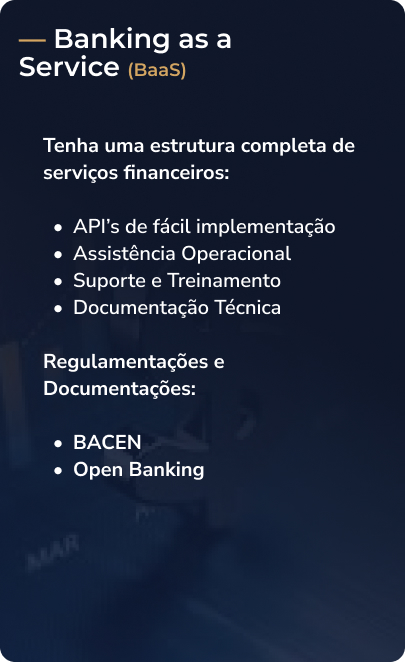 — Banking as a
Service (BaaS)
Tenha uma estrutura completa de
serviços financeiros:
• API's de fácil implementação
• Assistência Operacional
• Suporte e Treinamento
• Documentação Técnica
Regulamentações e
Documentações:
• BACEN
• Open Banking
MAR